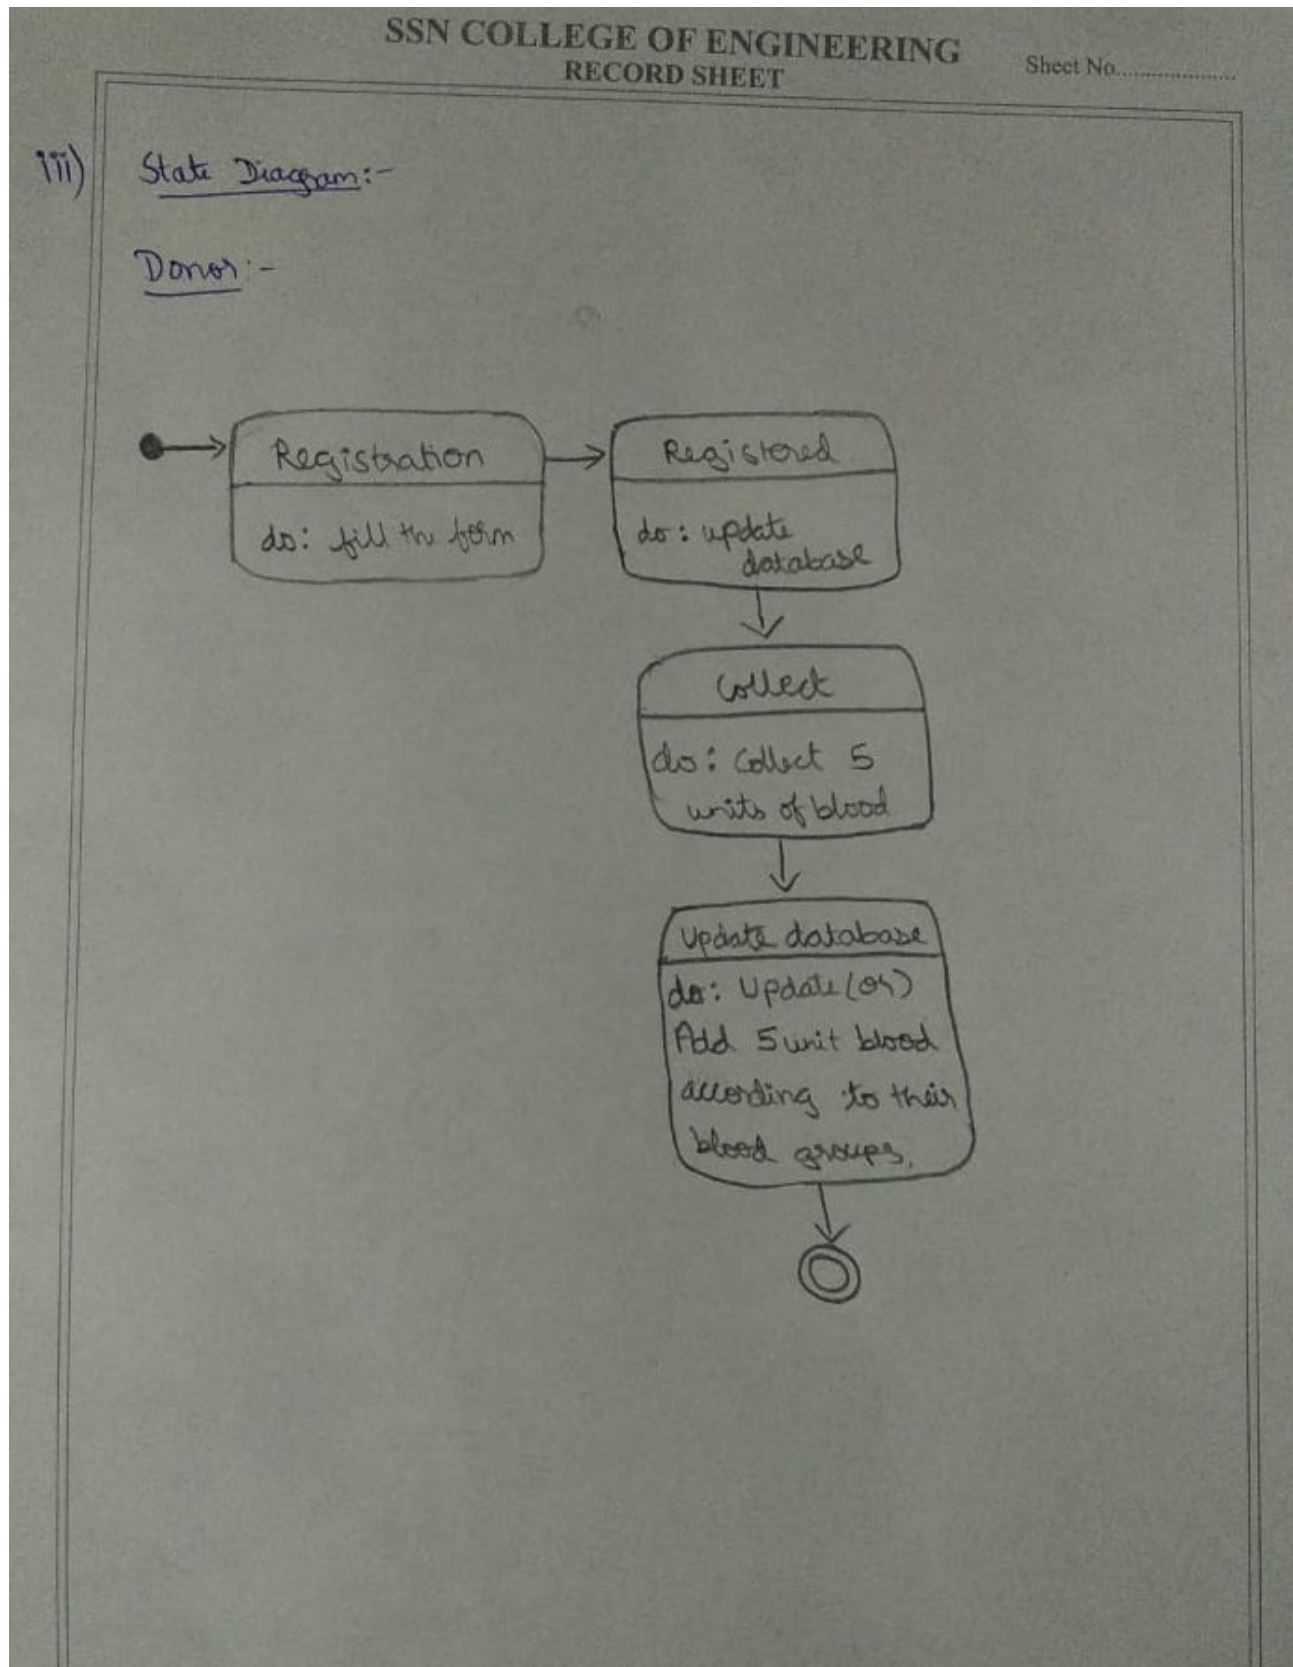 SSN COLLEGE OF ENGINEERING
RECORD SHEET
Sheet No....................
iii) State Diagram:-
Donor:-
Registration
do: fill the form
Registered
do: update
database
Collect
do: Collect 5
units of blood
Update database
do: Update (or)
Add 5 unit blood
according to their
blood groups.